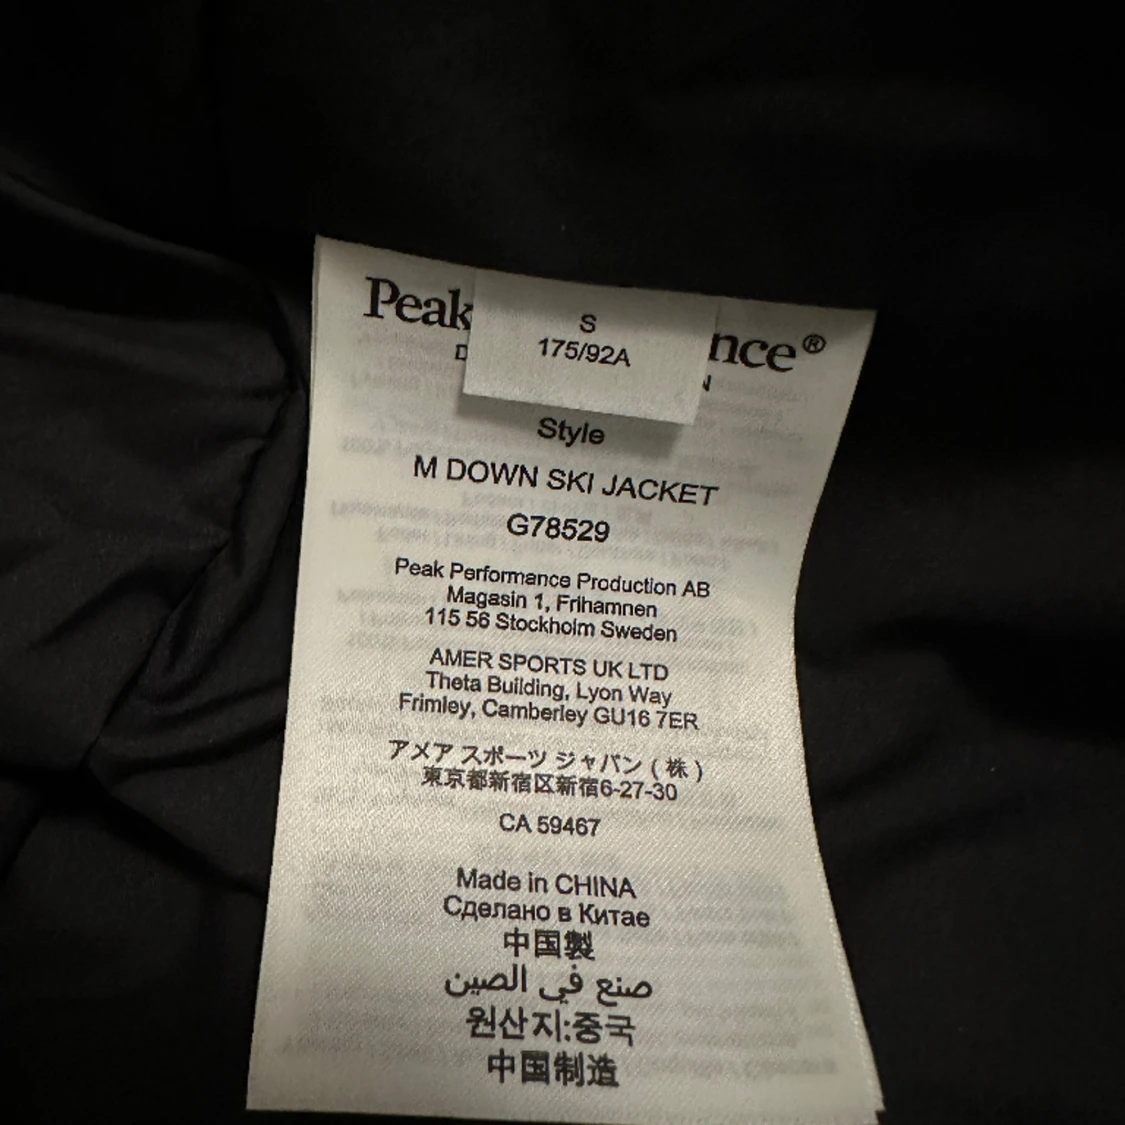 Peak
nce®
S
175/92A
Style
M DOWN SKI JACKET
G78529
Peak Performance Production AB
Magasin 1, Frihamnen
115 56 Stockholm Sweden
AMER SPORTS UK LTD
Theta Building, Lyon Way
Frimley, Camberley GU16 7ER
アメア スポーツ ジャパン ( 株 )
東京都新宿区新宿6-27-30
CA 59467
Made in CHINA
Сделано в Китае
中国製
صنع في الصين
원산지:중국
中国制造